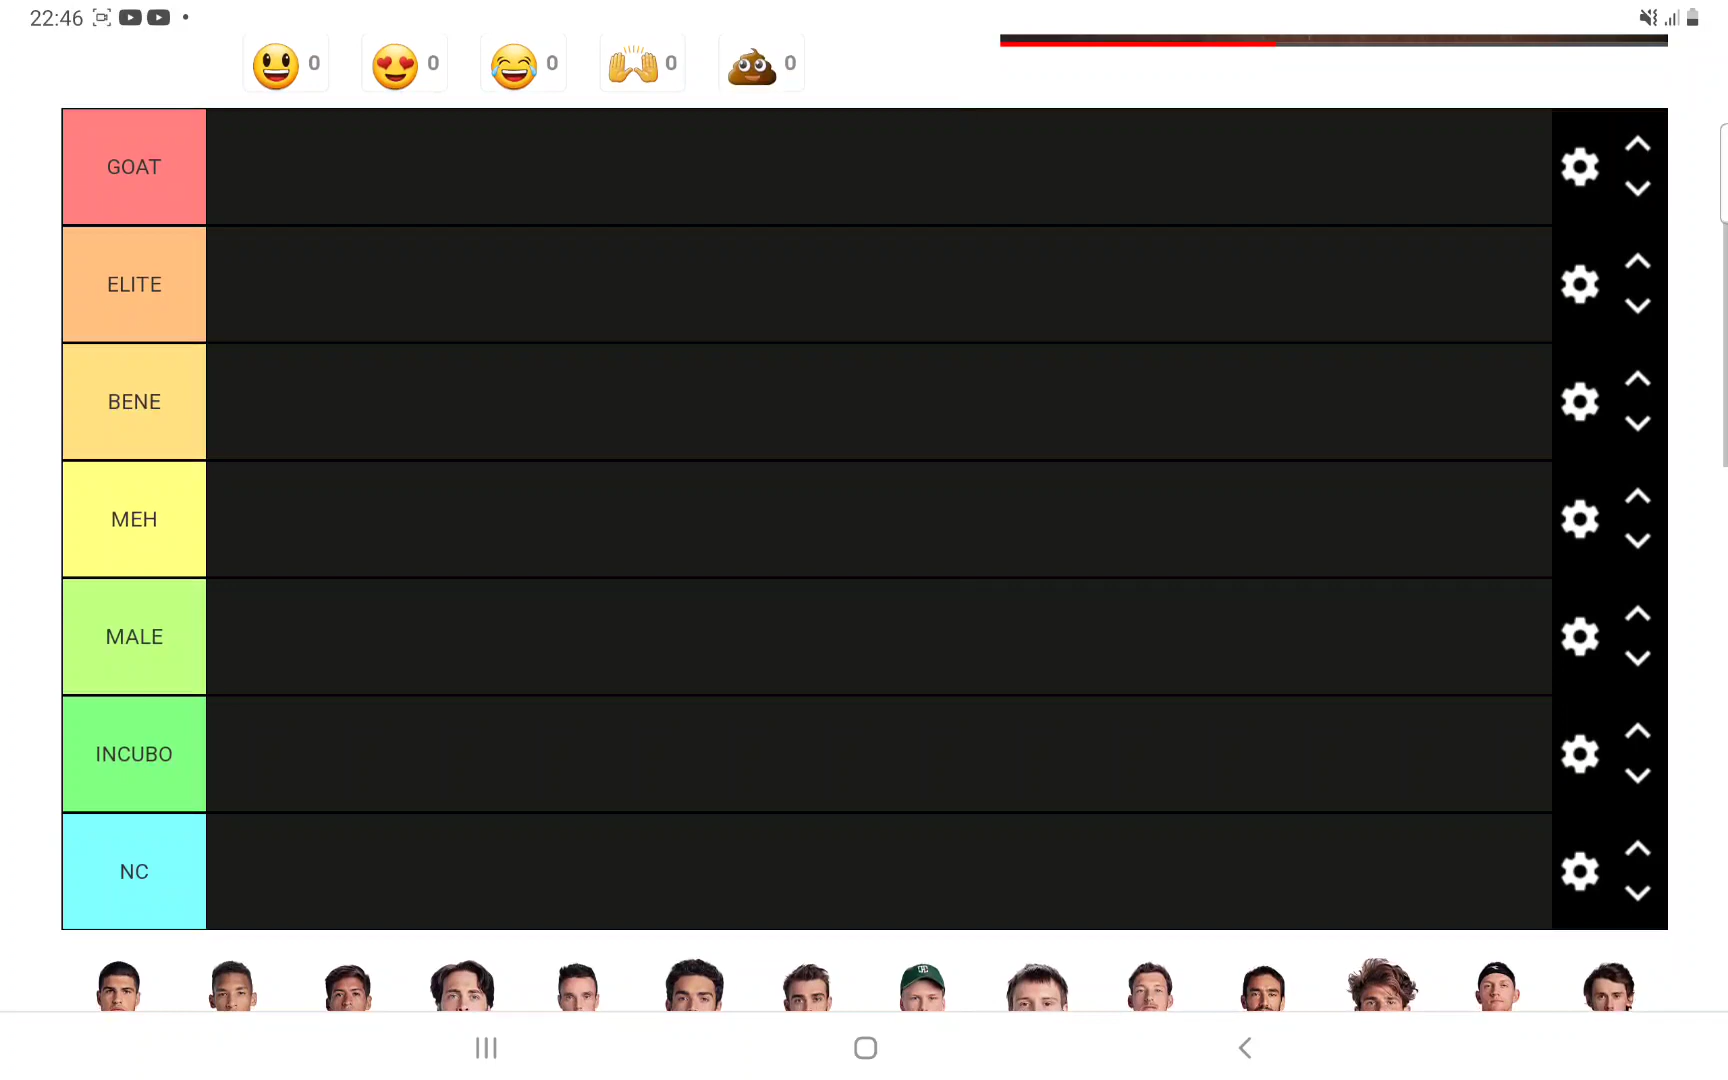 22:46
0 0 0 0 0
GOAT
ELITE
BENE
MEH
MALE
INCUBO
NC